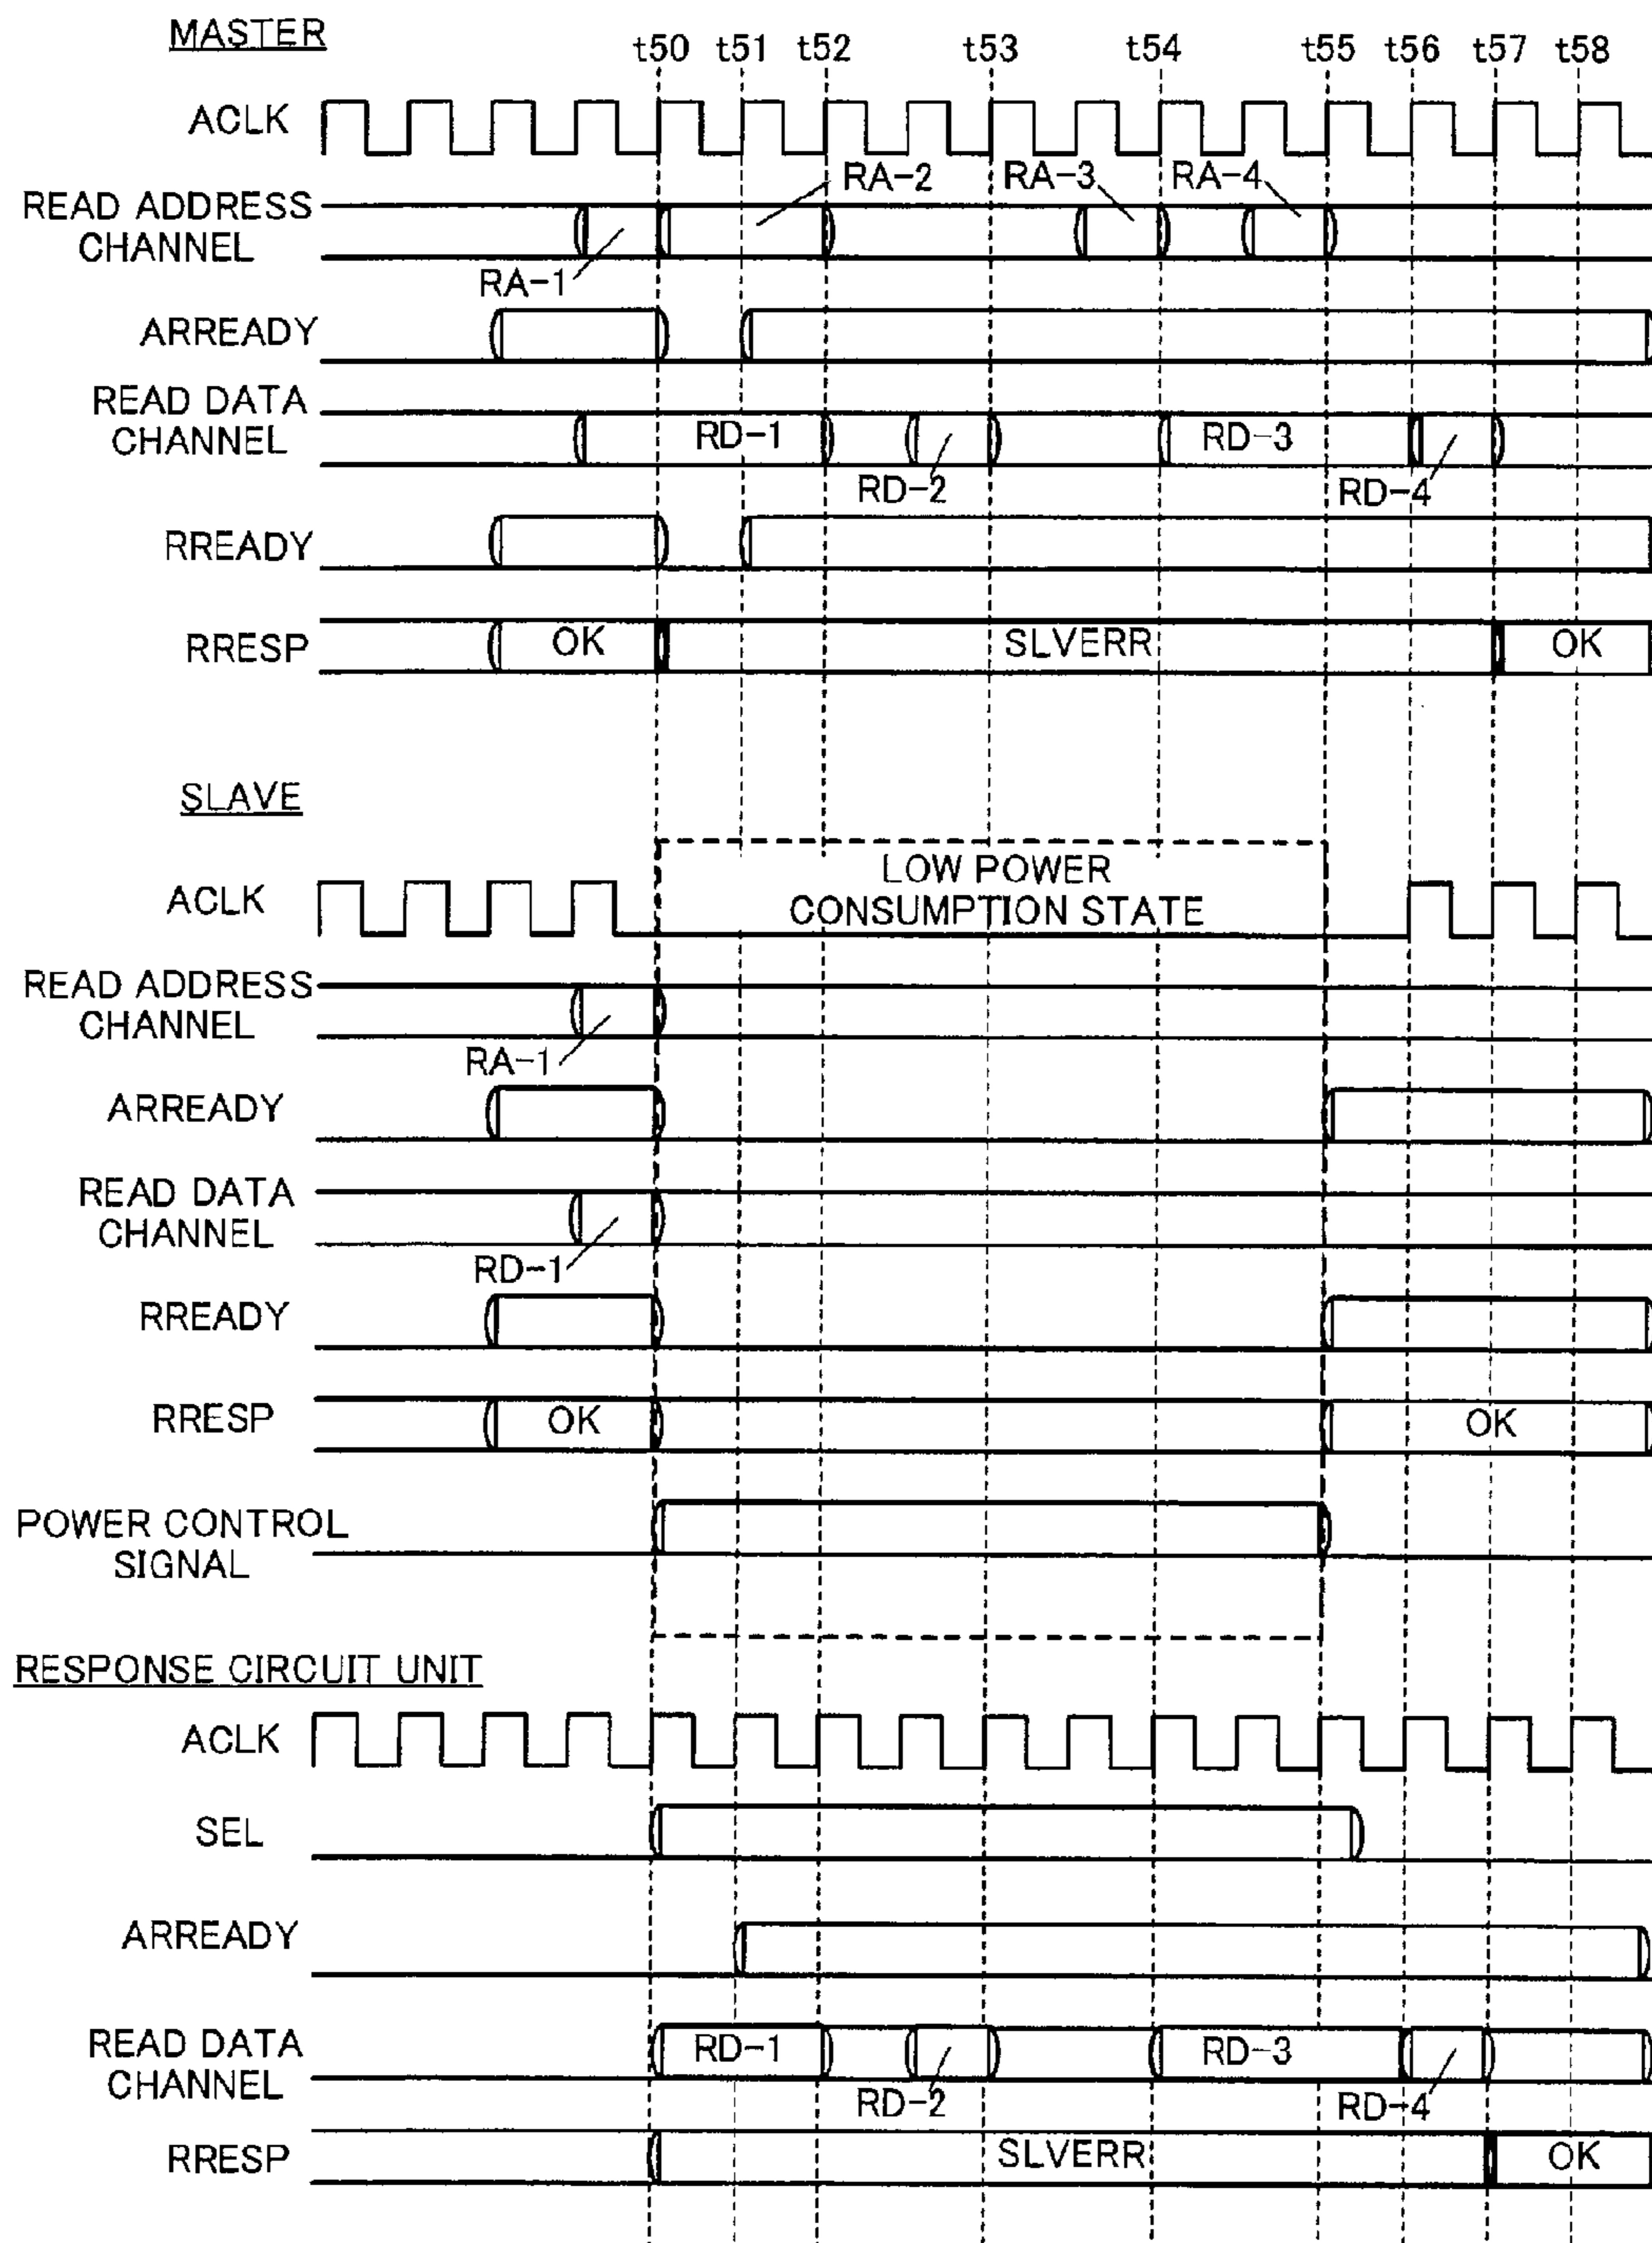 MASTER
t50 t51 t52 t53 t54 t55 t56 t57 t58
ACLK
RA-2 RA-3 RA-4
READ ADDRESS
CHANNEL
RA-1
ARREADY
READ DATA
CHANNEL
RD-1 RD-3
RD-2 RD-4
RREADY
RRESP OK SLVERR OK
SLAVE
LOW POWER
CONSUMPTION STATE
ACLK
READ ADDRESS
CHANNEL
RA-1
ARREADY
READ DATA
CHANNEL
RD-1
RREADY
RRESP OK OK
POWER CONTROL
SIGNAL
RESPONSE CIRCUIT UNIT
ACLK
SEL
ARREADY
READ DATA
CHANNEL
RD-1 RD-3
RD-2 RD-4
RRESP SLVERR OK